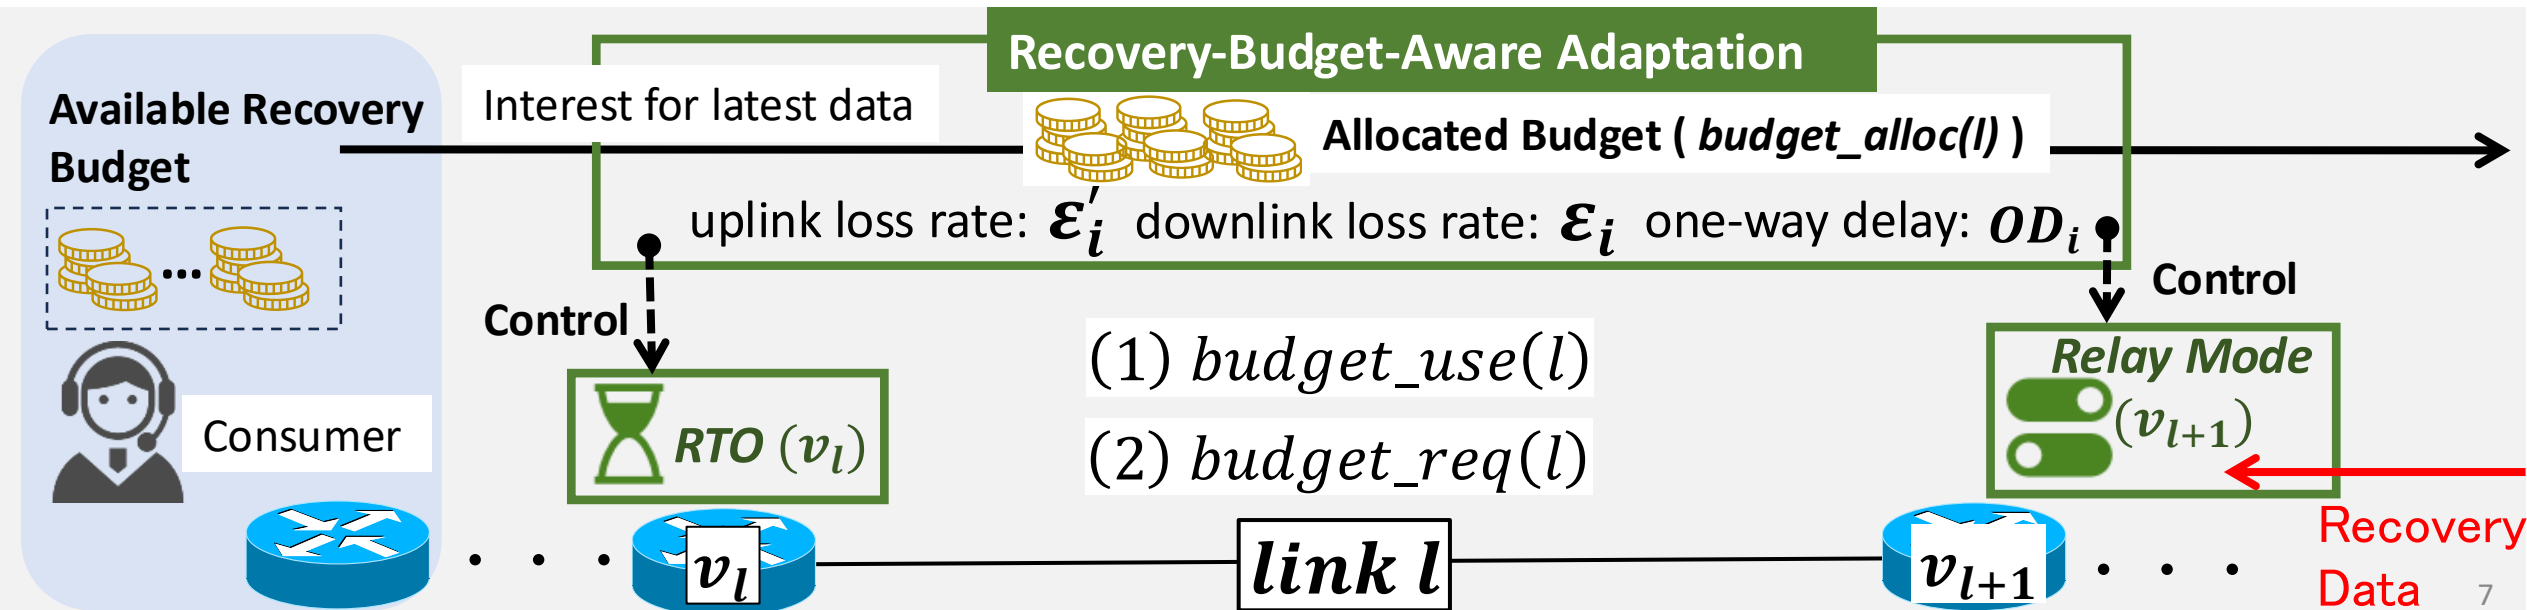 Recovery-Budget-Aware Adaptation
Available Recovery
Budget
Interest for latest data
Allocated Budget ( budget_alloc(l) )
uplink loss rate: ε′ᵢ downlink loss rate: εᵢ one-way delay: ODᵢ
Control
Control
(1) budget_use(l)
(2) budget_req(l)
Relay Mode
(vₗ₊₁)
...
Consumer
RTO (vₗ)
Recovery
Data
. . .
vₗ
link l
vₗ₊₁
. . .
7